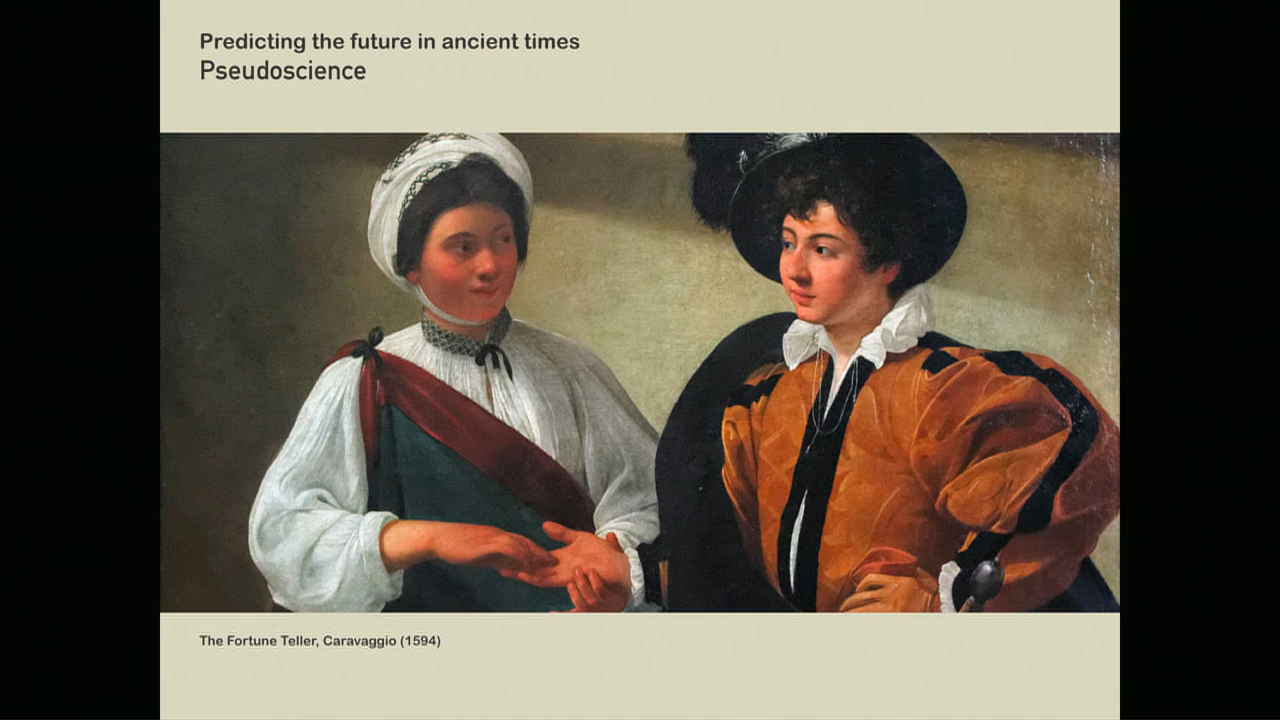 Predicting the future in ancient times
Pseudoscience
The Fortune Teller, Caravaggio (1594)